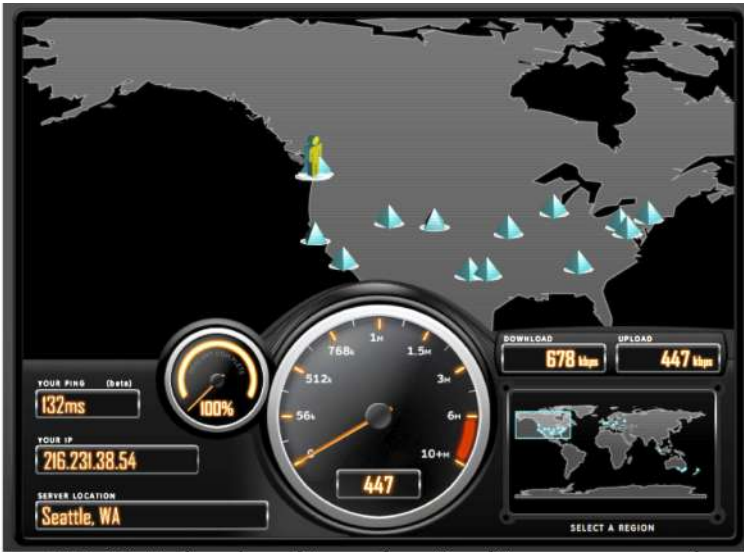 DOWNLOAD
678 kbps
UPLOAD
447 kbps
YOUR PING (beta)
132ms
YOUR IP
216.231.38.54
SERVER LOCATION
Seattle, WA
100%
0
56k
512k
768k
1M
1.5M
3M
6M
10+M
447
SELECT A REGION